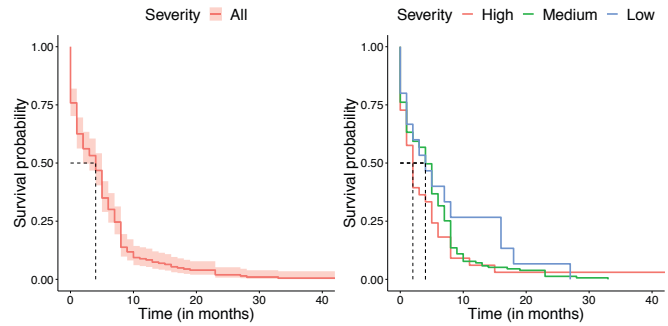 Severity All
Survival probability
1.00
0.75
0.50
0.25
0.00
0 10 20 30 40
Time (in months)
Severity High Medium Low
Survival probability
1.00
0.75
0.50
0.25
0.00
0 10 20 30 40
Time (in months)